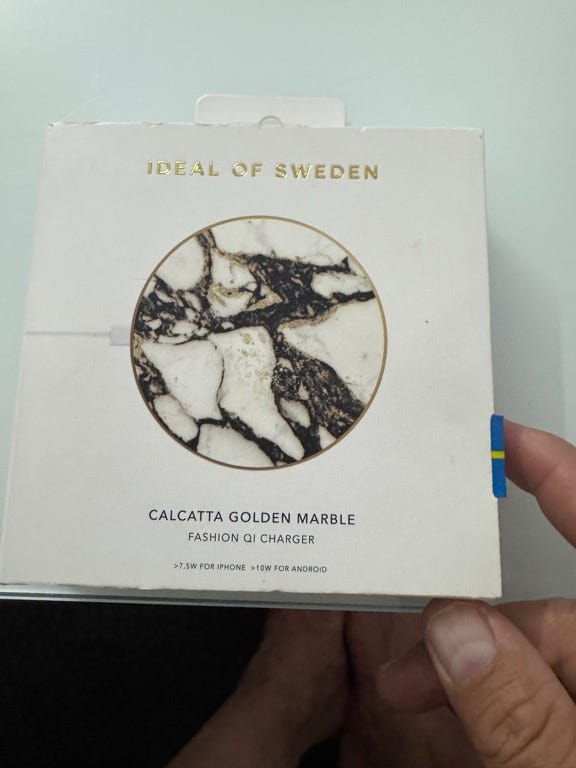 IDEAL OF SWEDEN
CALCATTA GOLDEN MARBLE
FASHION QI CHARGER
>7,5W FOR IPHONE >10W FOR ANDROID